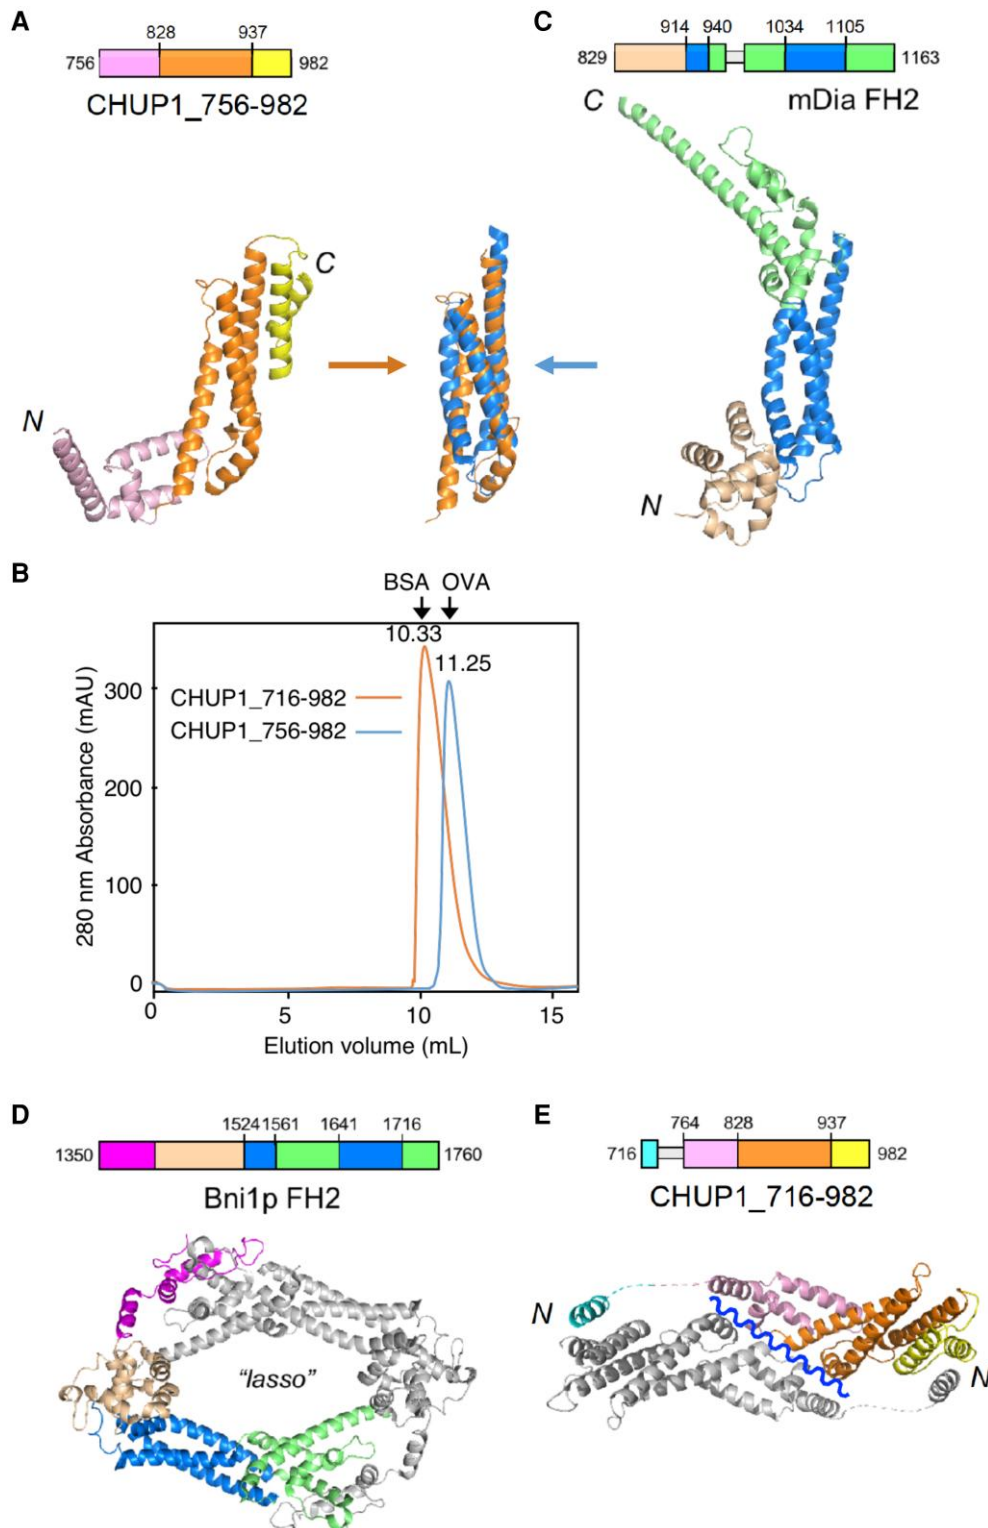 A
828 937
756 982
CHUP1_756-982
N
C
C
914 940 1034 1105
829 1163
mDia FH2
C
N
B
BSA OVA
10.33
11.25
CHUP1_716-982
CHUP1_756-982
300
200
100
0
280 nm Absorbance (mAU)
0 5 10 15
Elution volume (mL)
D
1524 1561 1641 1716
1350 1760
Bni1p FH2
"lasso"
E
764 828 937
716 982
CHUP1_716-982
N
N